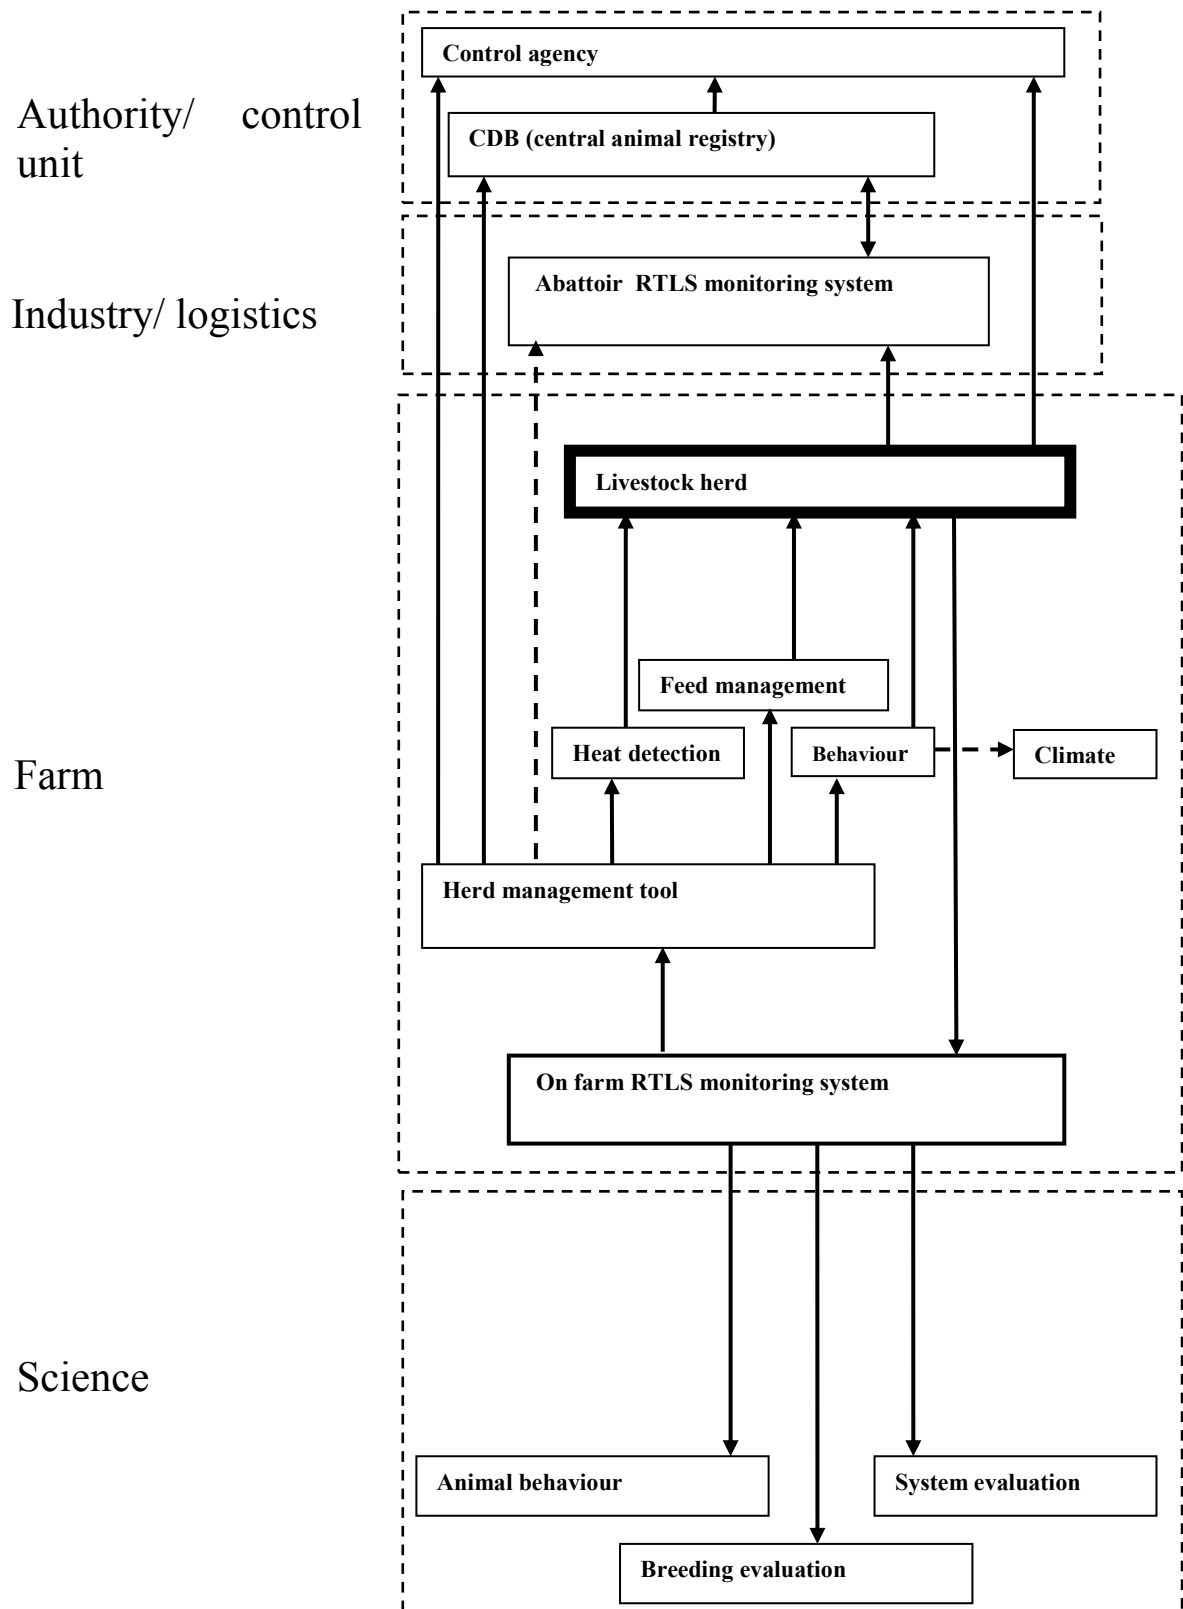 Control agency
Authority/ control
unit
CDB (central animal registry)
Industry/ logistics
Abattoir RTLS monitoring system
Livestock herd
Feed management
Farm
Heat detection
Behaviour
Climate
Herd management tool
On farm RTLS monitoring system
Science
Animal behaviour
System evaluation
Breeding evaluation